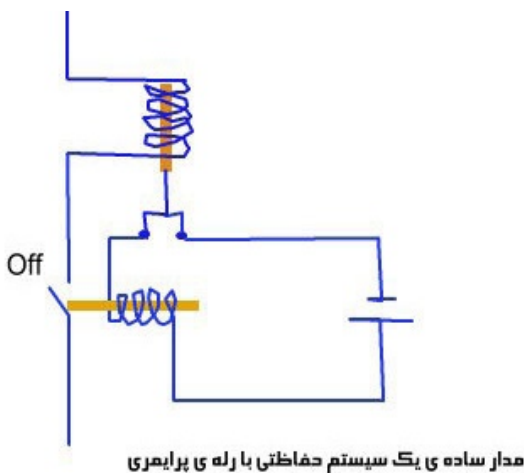 Off
مدار ساده ی یک سیستم حفاظتی با رله ی پرایمری